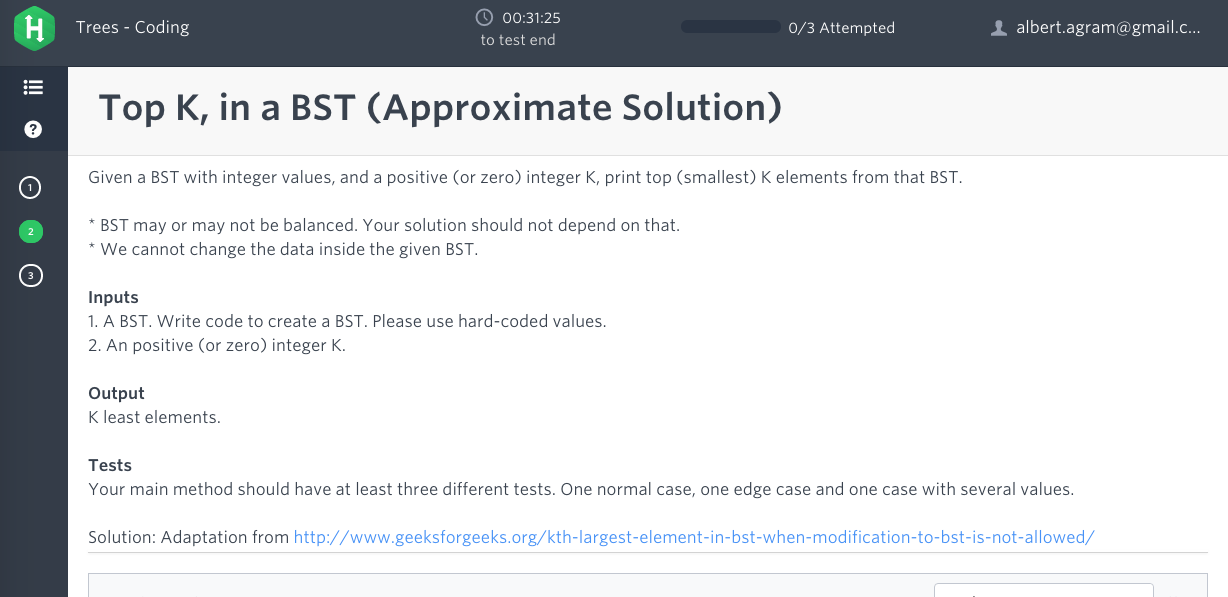 Trees - Coding
00:31:25
to test end
0/3 Attempted
albert.agram@gmail.c...
Top K, in a BST (Approximate Solution)
Given a BST with integer values, and a positive (or zero) integer K, print top (smallest) K elements from that BST.
* BST may or may not be balanced. Your solution should not depend on that.
* We cannot change the data inside the given BST.
Inputs
1. A BST. Write code to create a BST. Please use hard-coded values.
2. An positive (or zero) integer K.
Output
K least elements.
Tests
Your main method should have at least three different tests. One normal case, one edge case and one case with several values.
Solution: Adaptation from http://www.geeksforgeeks.org/kth-largest-element-in-bst-when-modification-to-bst-is-not-allowed/
H
?
1
2
3